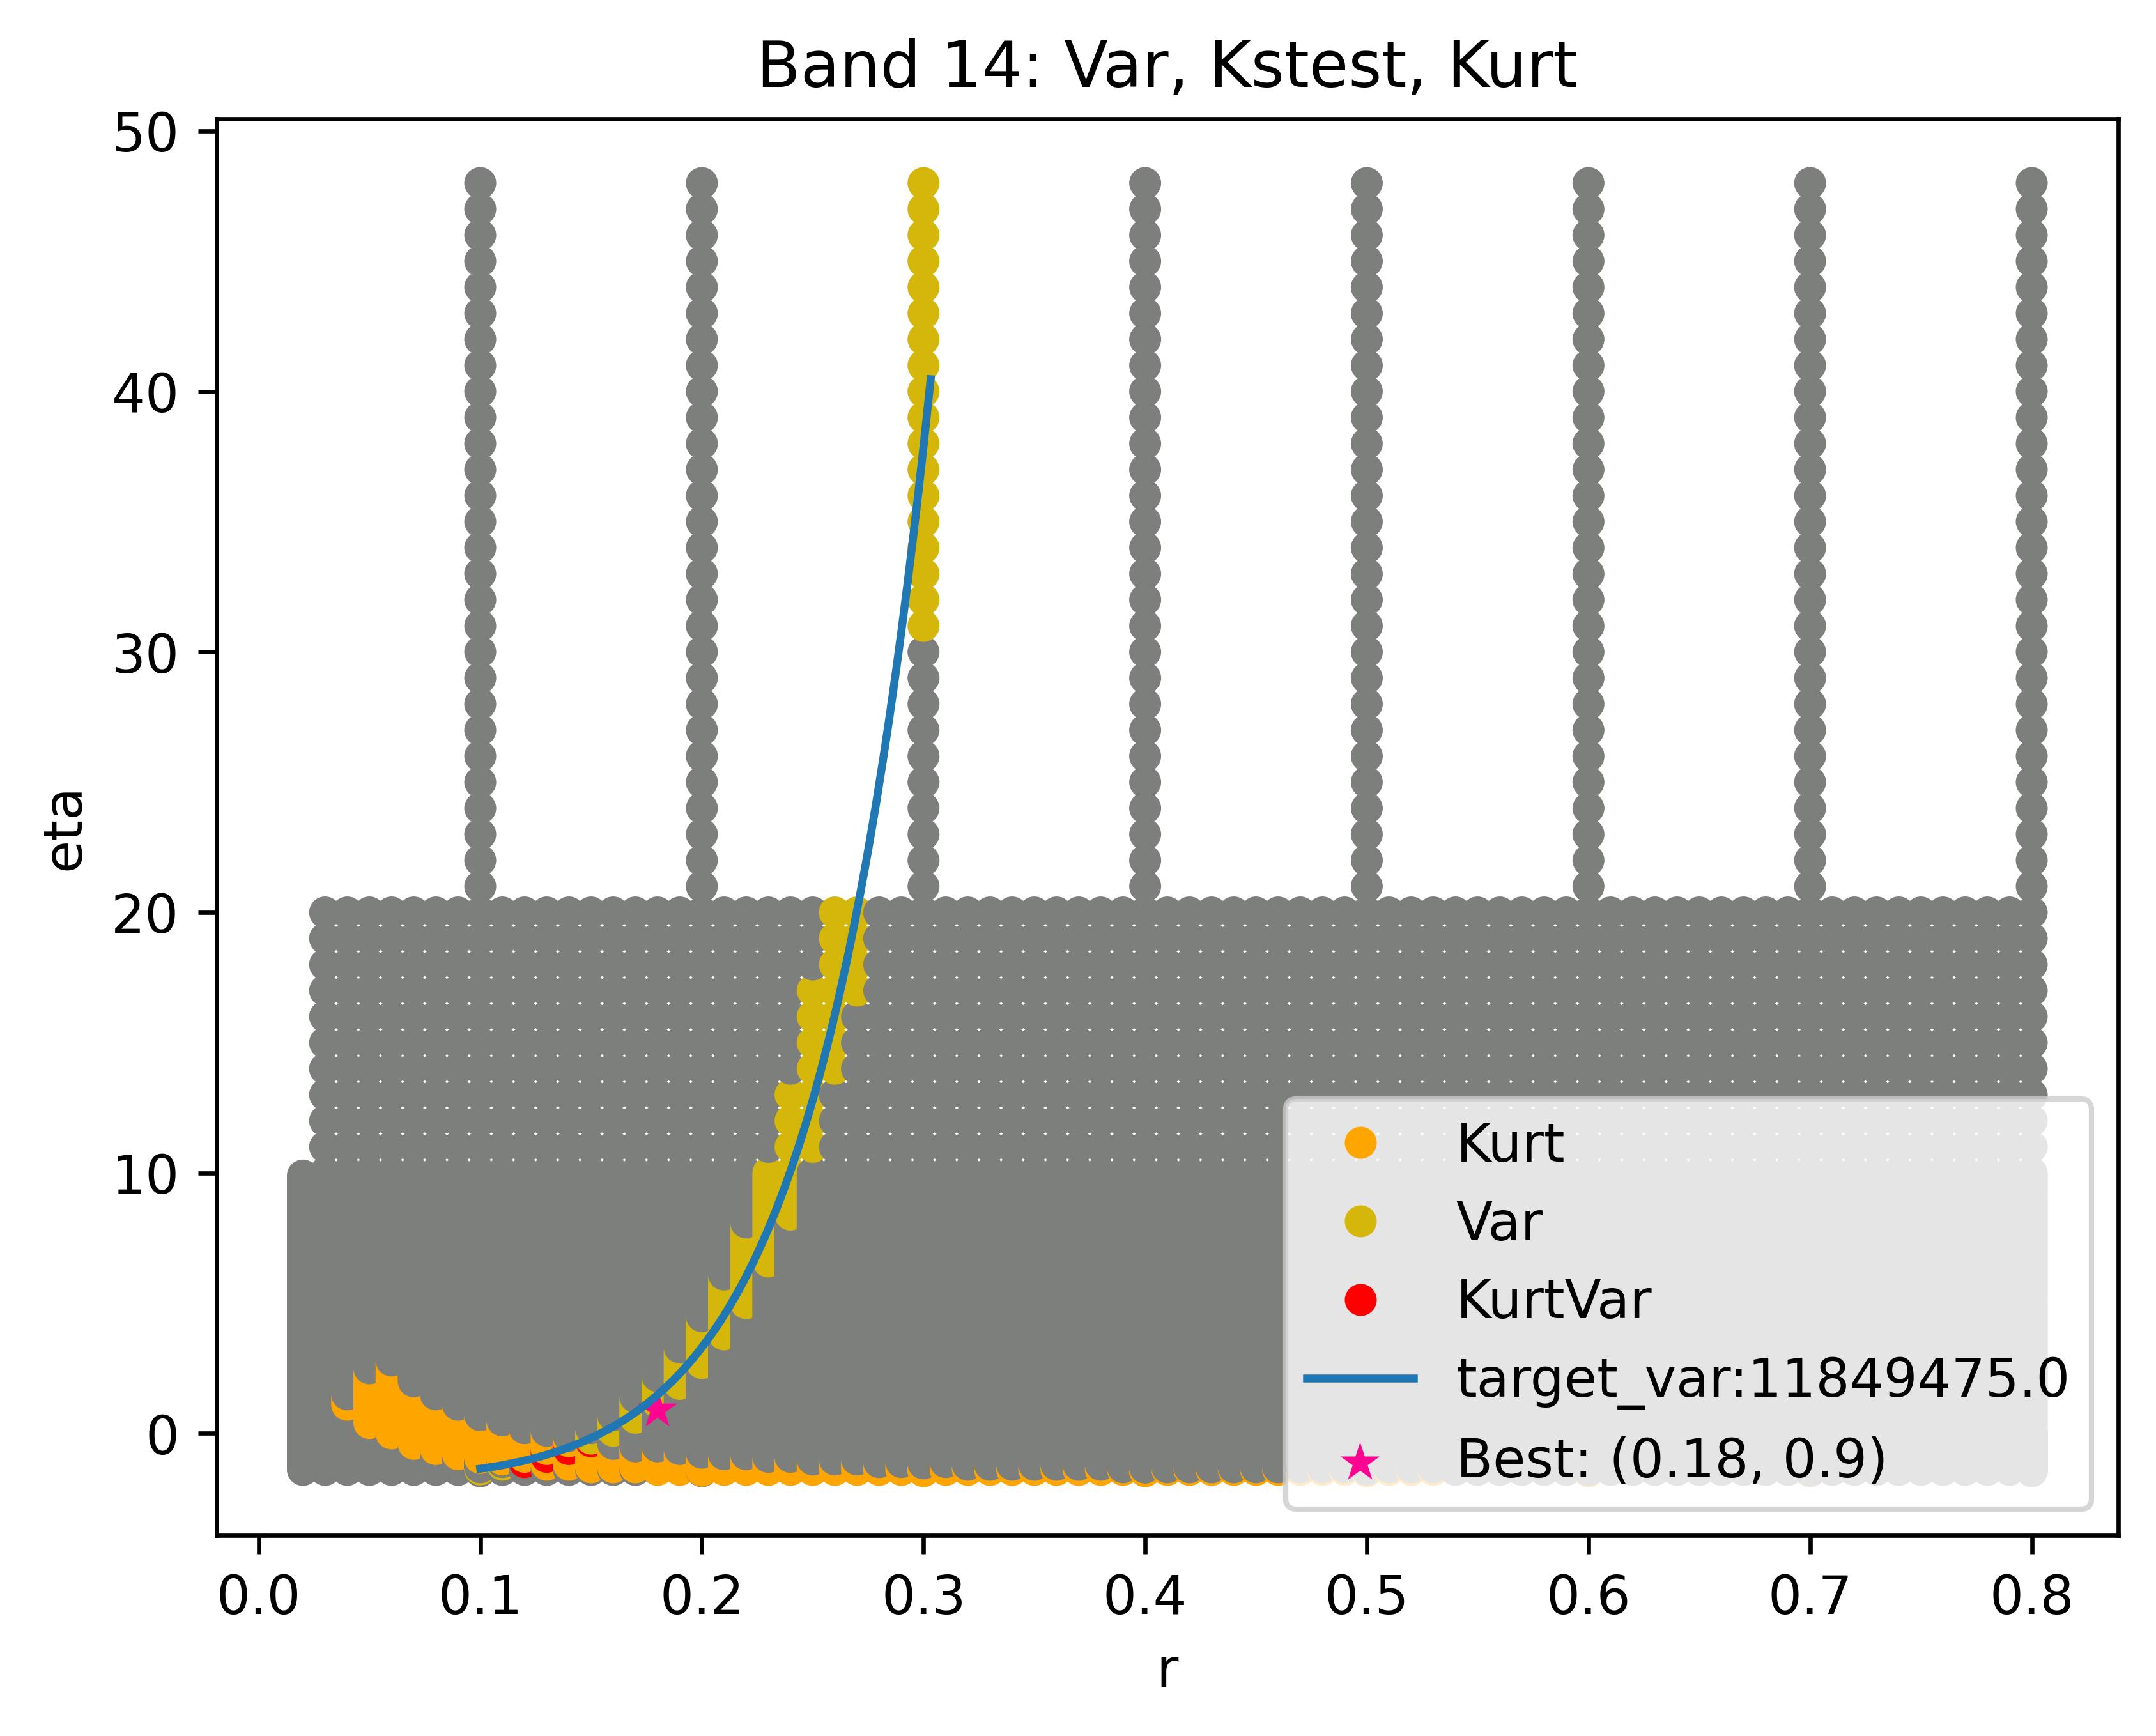 Band 14: Var, Kstest, Kurt
50
40
30
20
10
0
eta
Kurt
Var
KurtVar
target_var:11849475.0
Best: (0.18, 0.9)
0.0 0.1 0.2 0.3 0.4 0.5 0.6 0.7 0.8
r